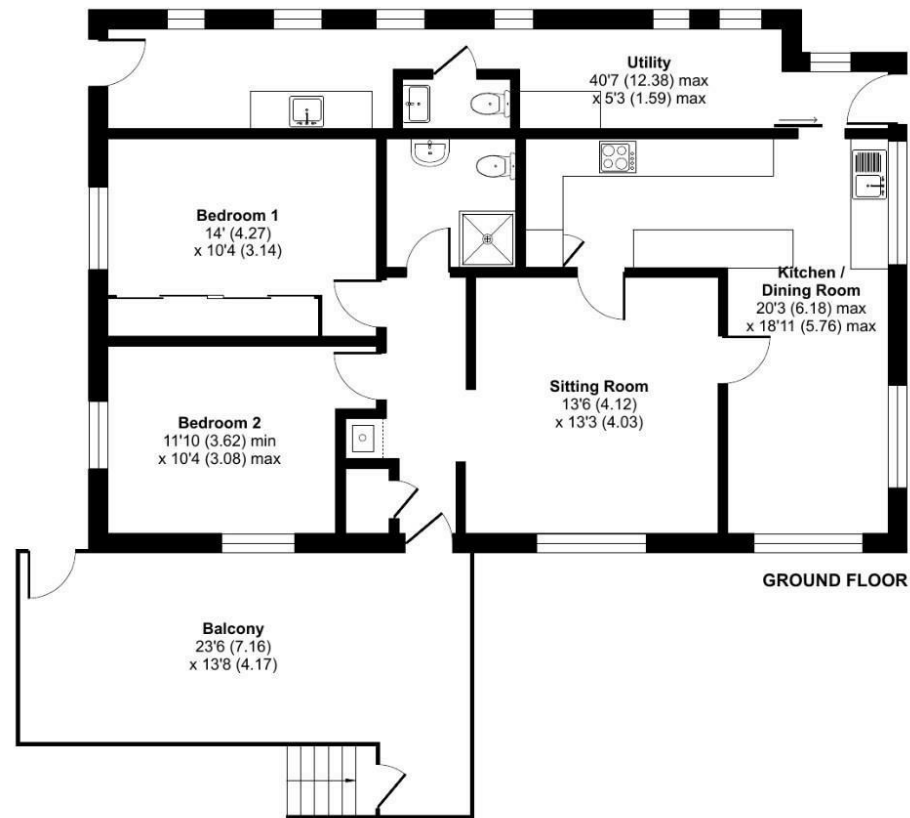 Utility
40'7 (12.38) max
x 5'3 (1.59) max
Bedroom 1
14' (4.27)
x 10'4 (3.14)
Kitchen /
Dining Room
20'3 (6.18) max
x 18'11 (5.76) max
Sitting Room
13'6 (4.12)
x 13'3 (4.03)
Bedroom 2
11'10 (3.62) min
x 10'4 (3.08) max
GROUND FLOOR
Balcony
23'6 (7.16)
x 13'8 (4.17)